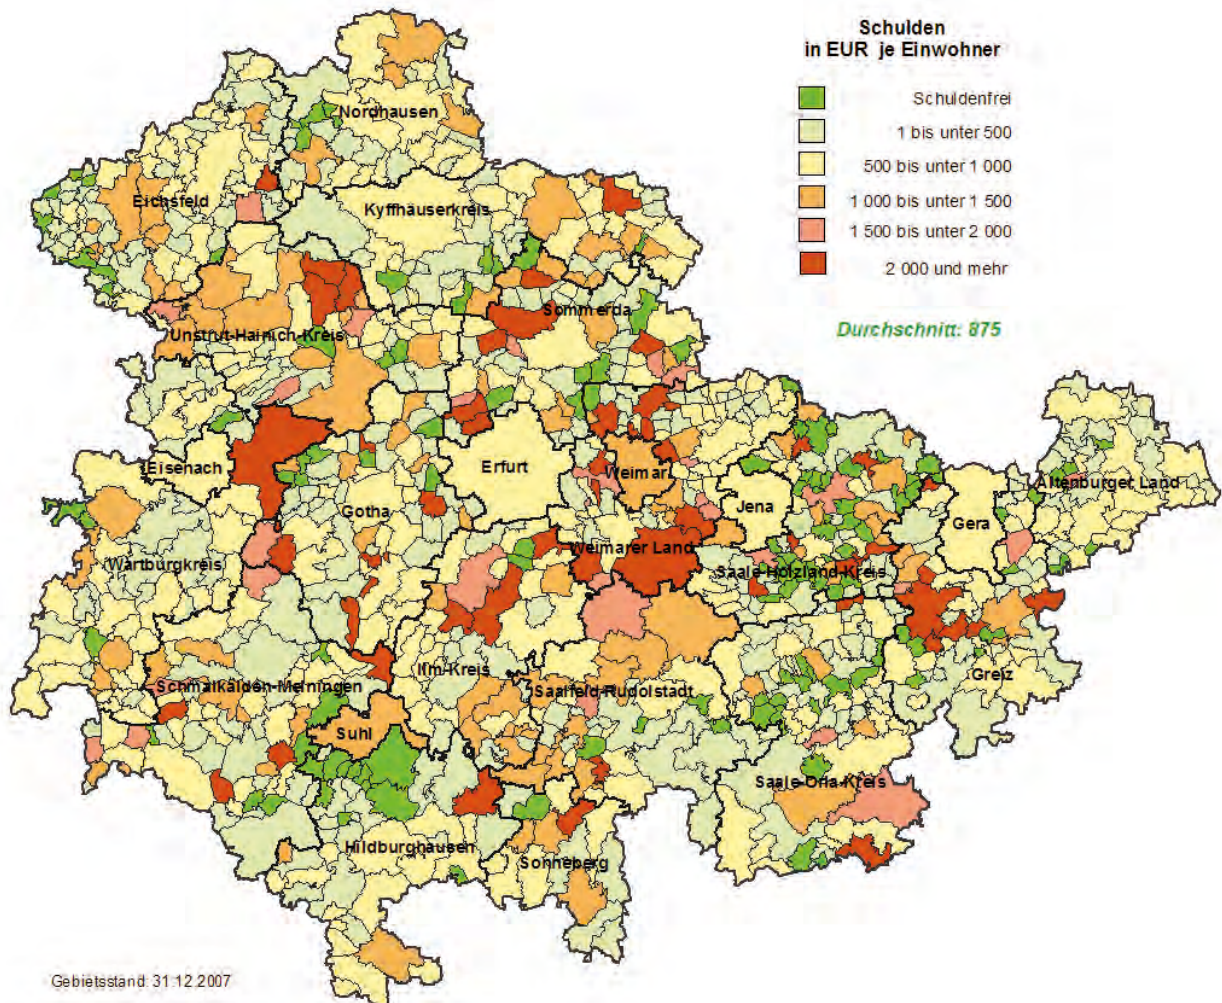 Schulden
in EUR je Einwohner
Schuldenfrei
1 bis unter 500
500 bis unter 1 000
1 000 bis unter 1 500
1 500 bis unter 2 000
2 000 und mehr
Durchschnitt: 875
Nordhausen
Eichsfeld
Kyffhäuserkreis
Sömmerda
Unstrut-Hainich-Kreis
Eisenach
Erfurt
Weimar
Altenburger Land
Gotha
Jena
Gera
Weimarer Land
Wartburgkreis
Saale-Holzland-Kreis
Ilm-Kreis
Greiz
Schmalkalden-Meiningen
Saalfeld-Rudolstadt
Suhl
Saale-Orla-Kreis
Hildburghausen
Sonneberg
Gebietsstand: 31.12.2007